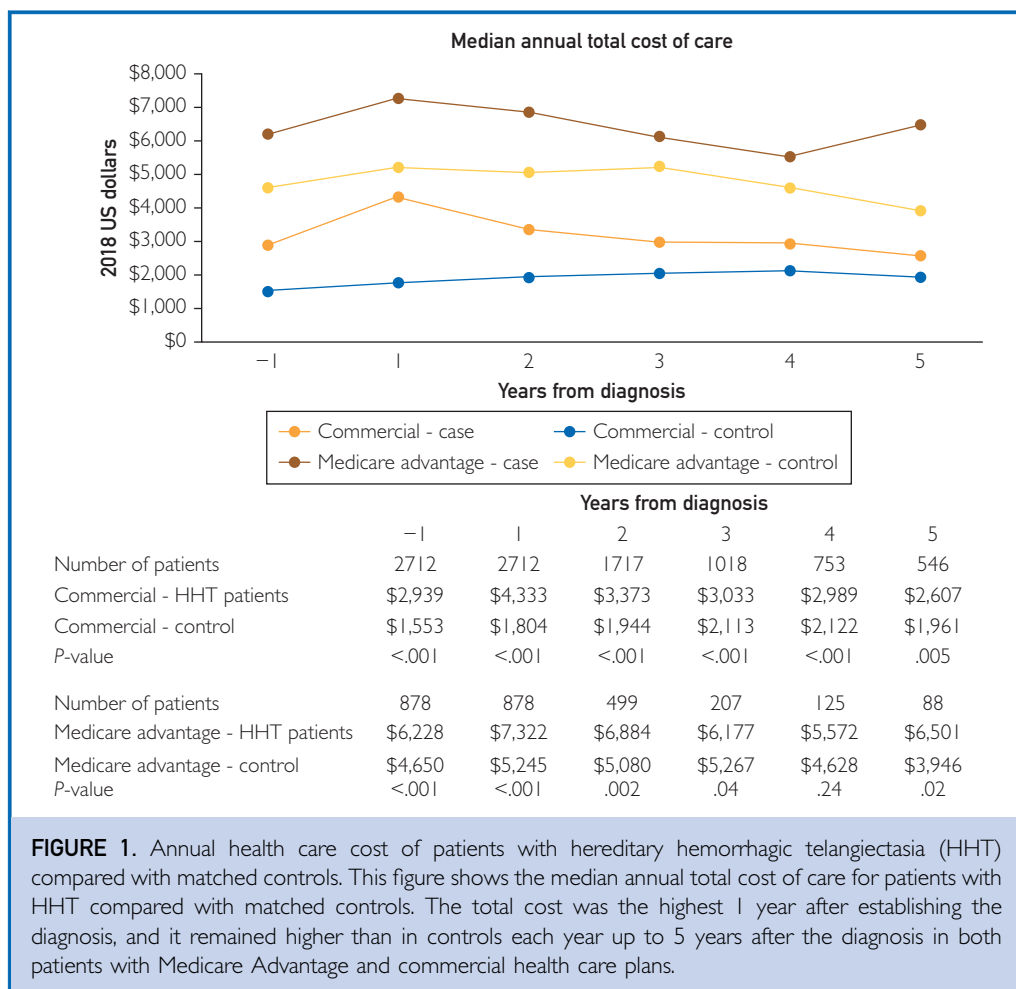 Median annual total cost of care
$8,000
$7,000
$6,000
$5,000
$4,000
$3,000
$2,000
$1,000
$0
2018 US dollars
−1 1 2 3 4 5
Years from diagnosis
Commercial - case Commercial - control
Medicare advantage - case Medicare advantage - control
Years from diagnosis
−1 1 2 3 4 5
Number of patients 2712 2712 1717 1018 753 546
Commercial - HHT patients $2,939 $4,333 $3,373 $3,033 $2,989 $2,607
Commercial - control $1,553 $1,804 $1,944 $2,113 $2,122 $1,961
P-value <.001 <.001 <.001 <.001 <.001 .005
Number of patients 878 878 499 207 125 88
Medicare advantage - HHT patients $6,228 $7,322 $6,884 $6,177 $5,572 $6,501
Medicare advantage - control $4,650 $5,245 $5,080 $5,267 $4,628 $3,946
P-value <.001 <.001 .002 .04 .24 .02
FIGURE 1. Annual health care cost of patients with hereditary hemorrhagic telangiectasia (HHT)
compared with matched controls. This figure shows the median annual total cost of care for patients with
HHT compared with matched controls. The total cost was the highest 1 year after establishing the
diagnosis, and it remained higher than in controls each year up to 5 years after the diagnosis in both
patients with Medicare Advantage and commercial health care plans.